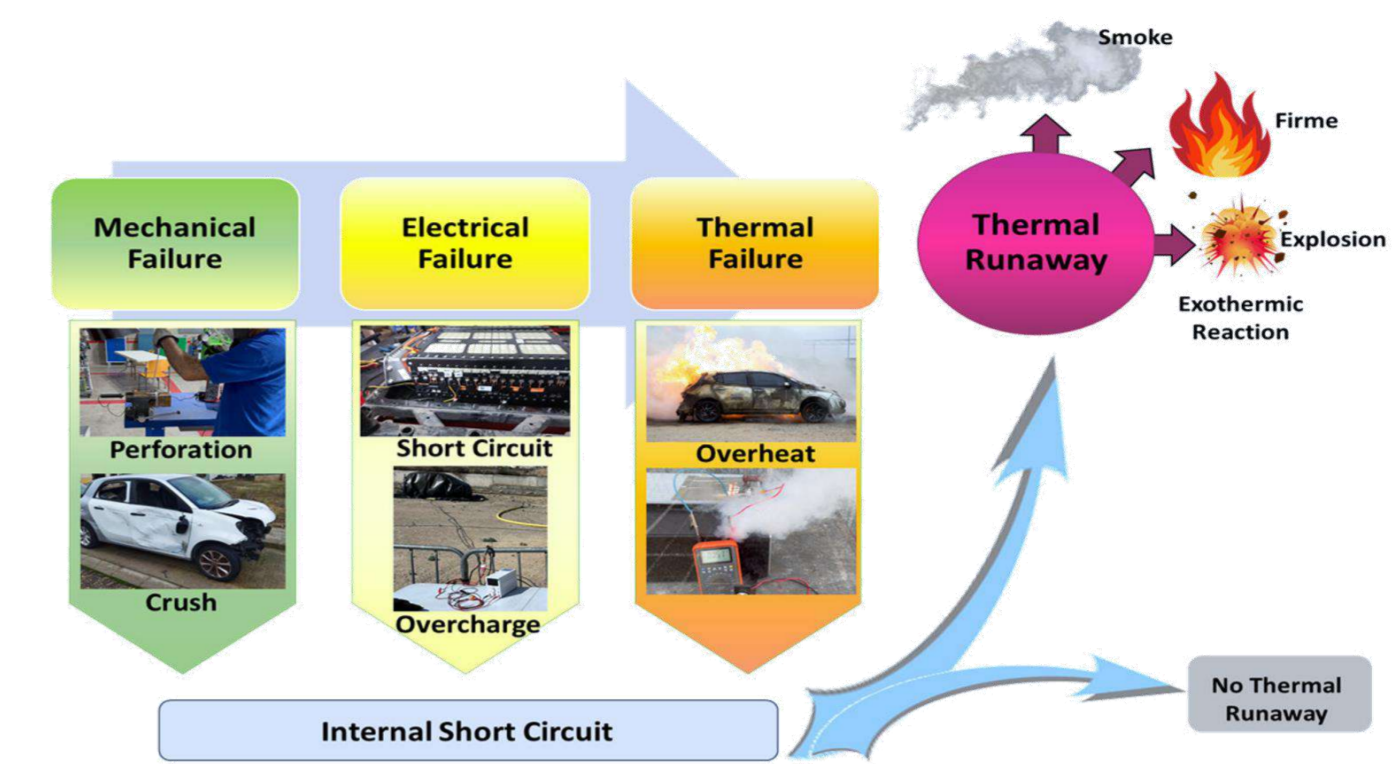 Smoke
Firme
Explosion
Exothermic
Reaction
Thermal
Runaway
Mechanical
Failure
Electrical
Failure
Thermal
Failure
Perforation
Crush
Short Circuit
Overcharge
Overheat
Internal Short Circuit
No Thermal
Runaway